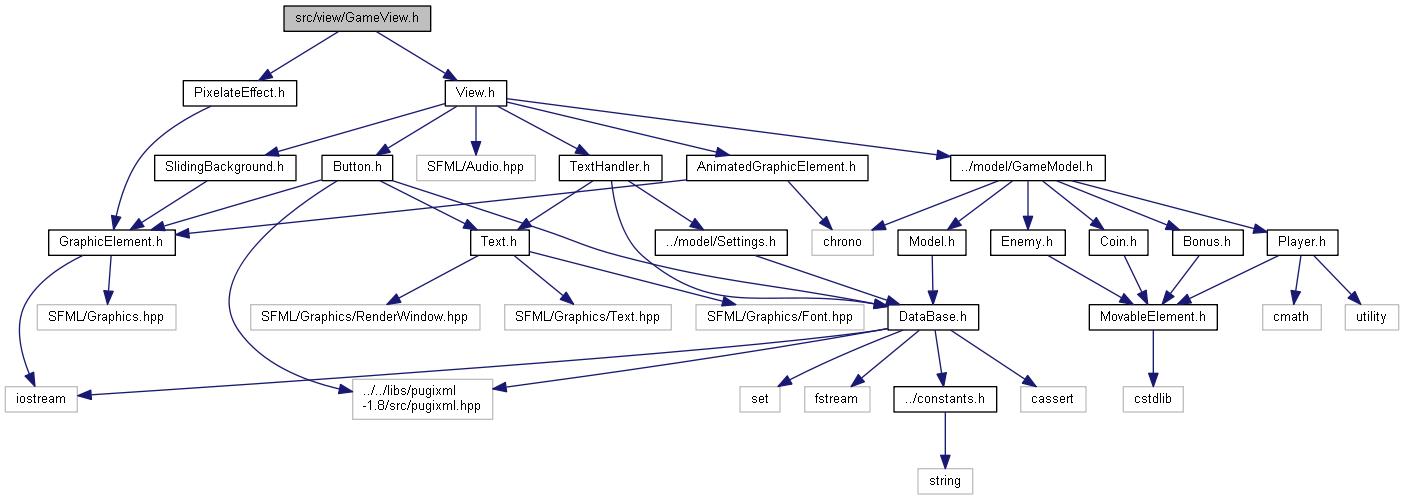 src/view/GameView.h
PixelateEffect.h
View.h
SlidingBackground.h
Button.h
SFML/Audio.hpp
TextHandler.h
AnimatedGraphicElement.h
../model/GameModel.h
GraphicElement.h
Text.h
../model/Settings.h
chrono
Model.h
Enemy.h
Coin.h
Bonus.h
Player.h
SFML/Graphics.hpp
SFML/Graphics/RenderWindow.hpp
SFML/Graphics/Text.hpp
SFML/Graphics/Font.hpp
DataBase.h
MovableElement.h
cmath
utility
iostream
../../libs/pugixml
-1.8/src/pugixml.hpp
set
fstream
../constants.h
cassert
cstdlib
string